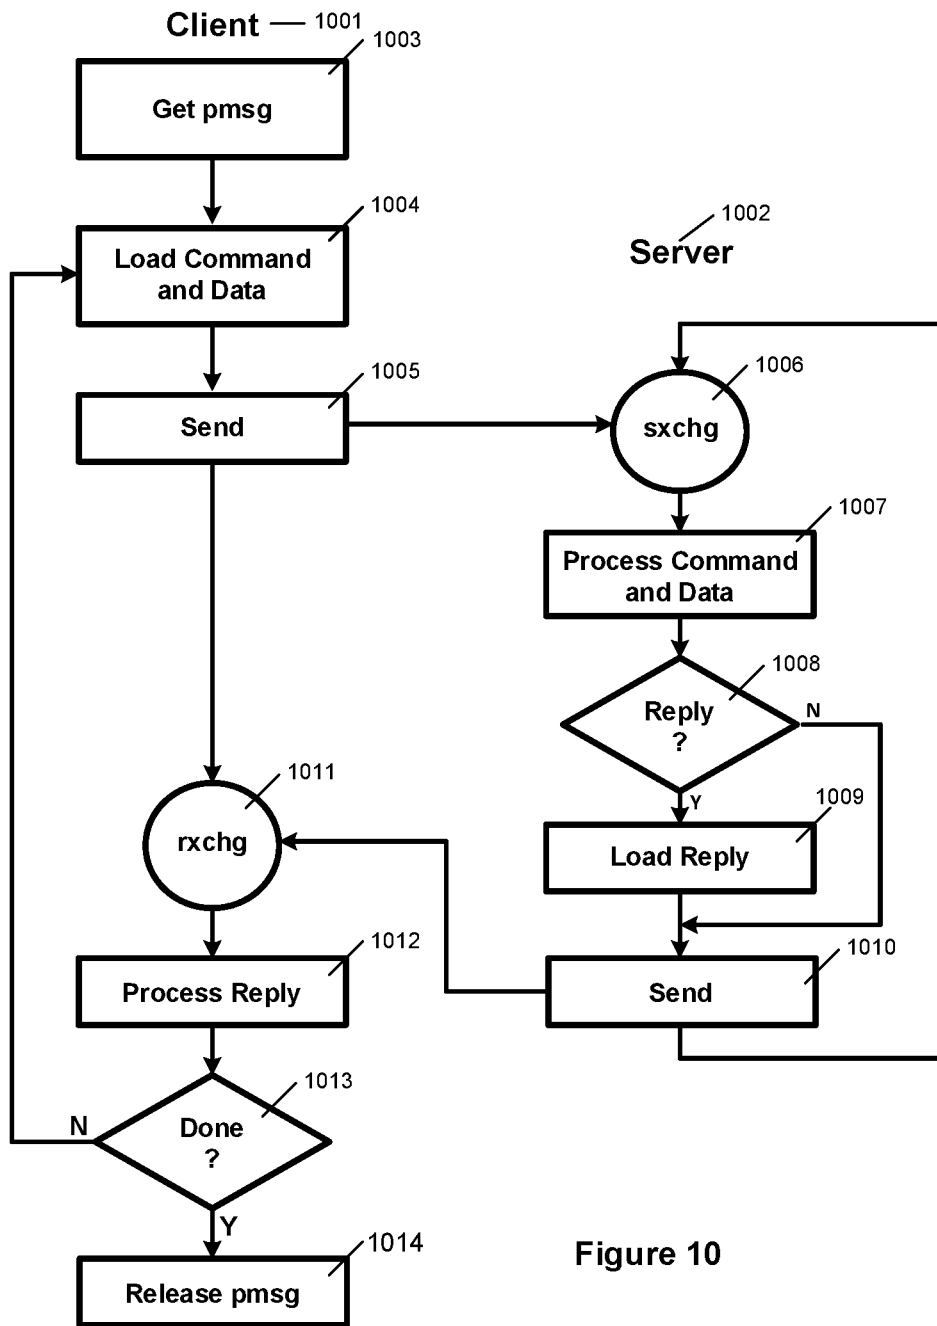 Client
1001
1003
Get pmsg
1004
Load Command
and Data
1002
Server
1005
Send
1006
sxchg
1007
Process Command
and Data
1008
Reply
?
N
Y
1009
Load Reply
1010
Send
1011
rxchg
1012
Process Reply
1013
Done
?
N
Y
1014
Release pmsg
Figure 10